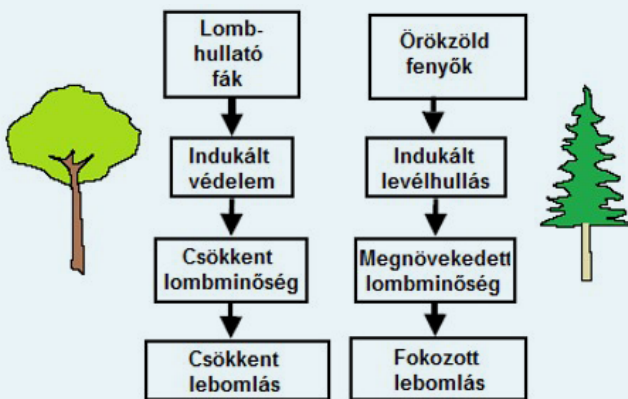 Lomb-
hullató
fák
Indukált
védelem
Csökkent
lombminőség
Csökkent
lebomlás
Örökzöld
fenyők
Indukált
levélhullás
Megnövekedett
lombminőség
Fokozott
lebomlás